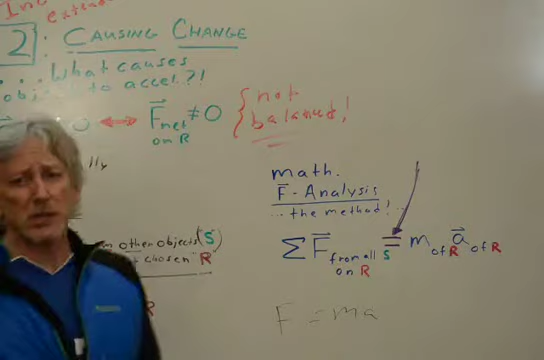 2 : CAUSING CHANGE
... What causes
to accel?!
≠ 0 ↔ F⃗net on R ≠ 0 { not balanced!
math.
F⃗ - Analysis
... the method! ...
other objects (S)
chosen "R"
ΣF⃗ from all S on R = m of R a⃗ of R
R
F = ma